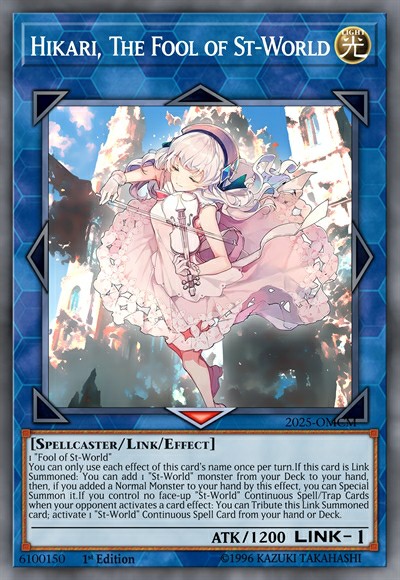 Hikari, The Fool of St-World
LIGHT
光
2025-OMCM
[Spellcaster/Link/Effect]
1 "Fool of St-World"
You can only use each effect of this card's name once per turn.If this card is Link
Summoned: You can add 1 "St-World" monster from your Deck to your hand,
then, if you added a Normal Monster to your hand by this effect, you can Special
Summon it.If you control no face-up "St-World" Continuous Spell/Trap Cards
when your opponent activates a card effect: You can Tribute this Link Summoned
card; activate 1 "St-World" Continuous Spell Card from your hand or Deck.
ATK/1200 LINK-1
6100150 1st Edition ©1996 KAZUKI TAKAHASHI